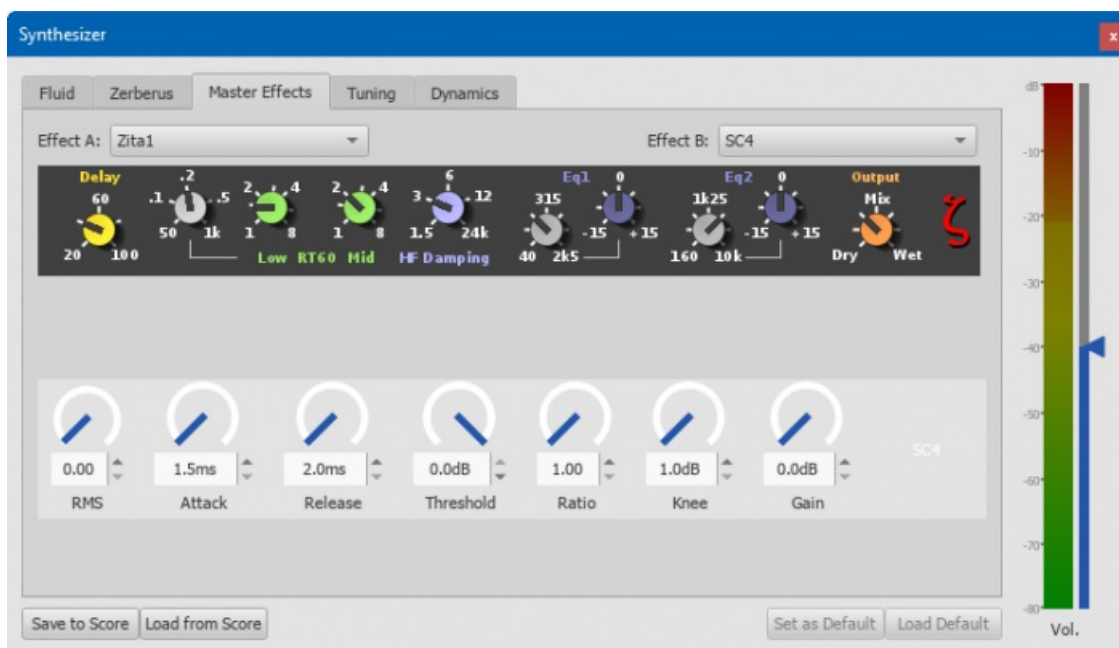 Synthesizer
x
Fluid Zerberus Master Effects Tuning Dynamics
Effect A: Zita1 Effect B: SC4
Delay .2 2 4 2 4 6 Eq1 0 Eq2 0 Output
60 .1 .5 3 12 315 1k25 Mix
50 1k 1 8 1 8 1.5 24k -15 +15 -15 +15
20 100 Low RT60 Mid HF Damping 40 2k5 160 10k Dry Wet
ζ
SC4
0.00 1.5ms 2.0ms 0.0dB 1.00 1.0dB 0.0dB
RMS Attack Release Threshold Ratio Knee Gain
Save to Score Load from Score Set as Default Load Default
dB
-10
-20
-30
-40
-50
-60
-70
-80
Vol.